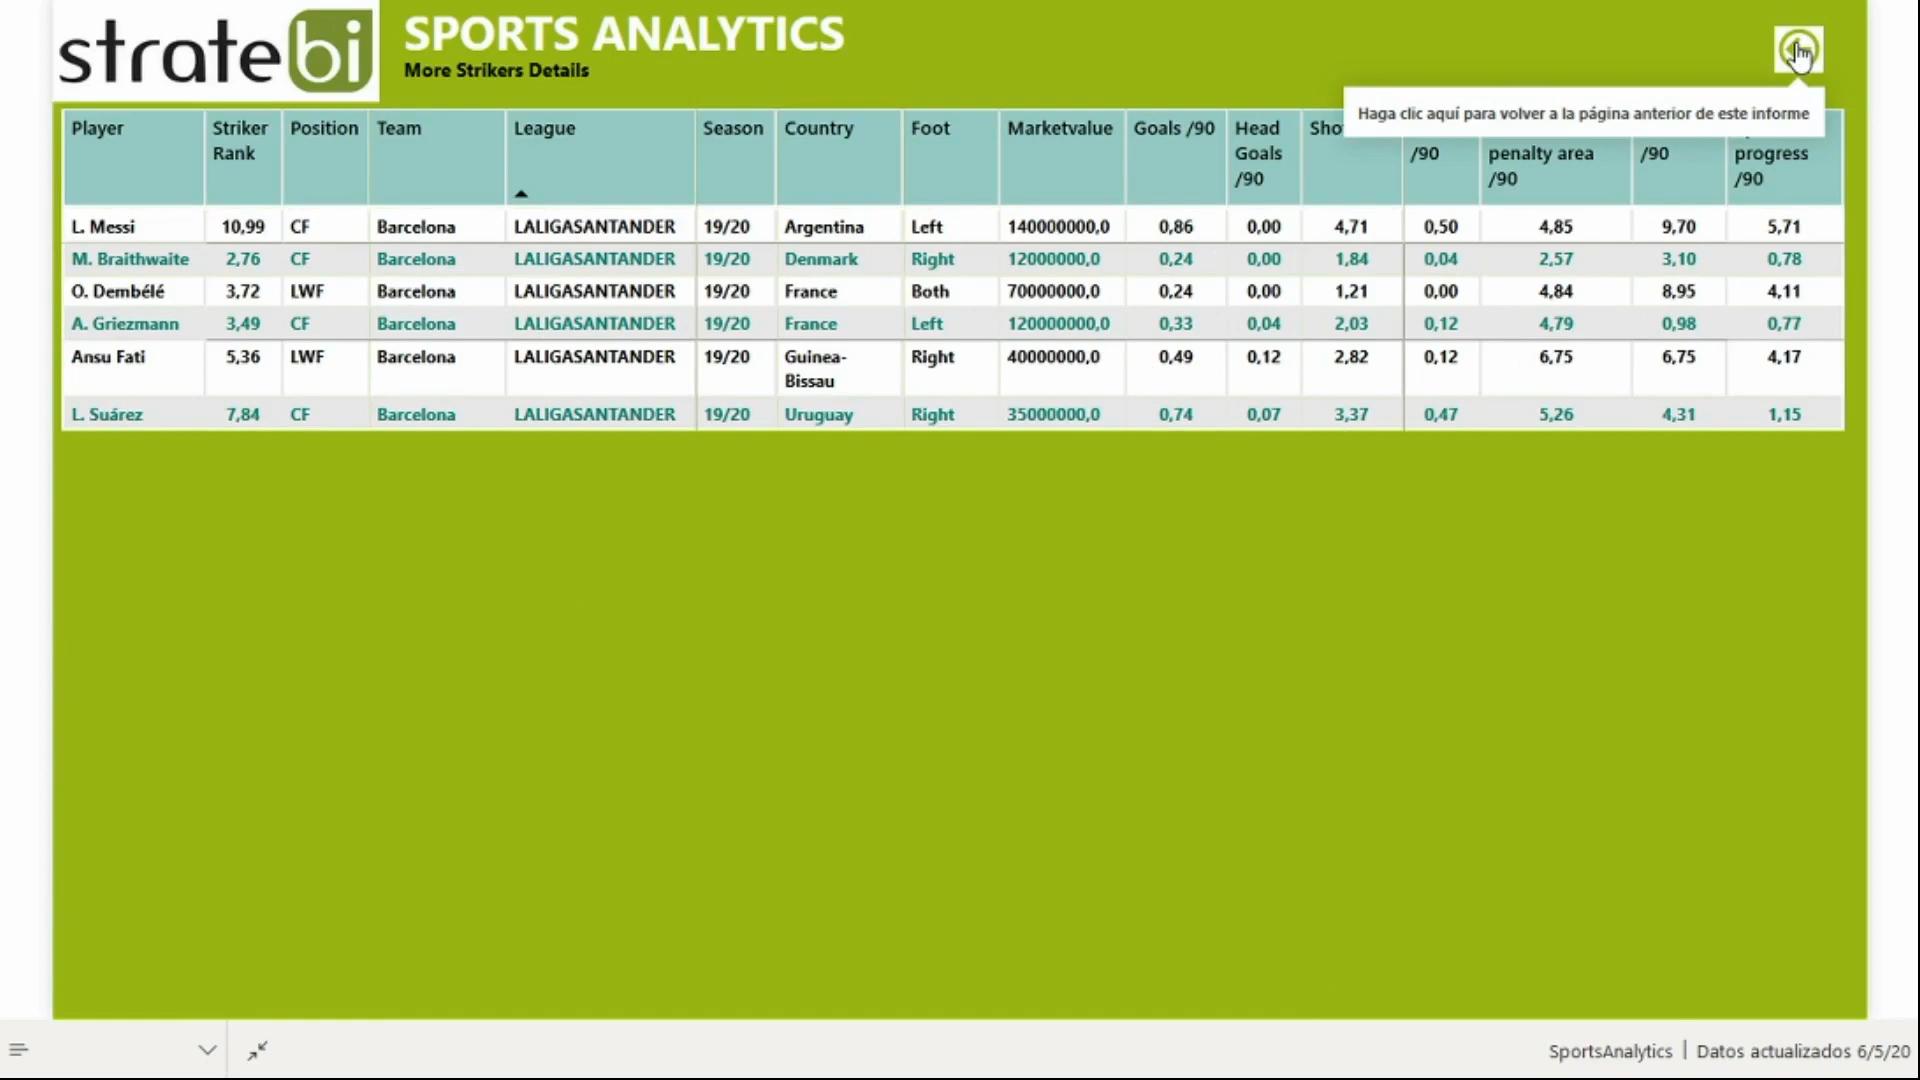 stratebi
SPORTS ANALYTICS
More Strikers Details
Haga clic aquí para volver a la página anterior de este informe
Player Striker Position Team League Season Country Foot Marketvalue Goals /90 Head
Rank Goals /90 penalty area /90 progress
/90 /90 /90
L. Messi 10,99 CF Barcelona LALIGASANTANDER 19/20 Argentina Left 140000000,0 0,86 0,00 4,71 0,50 4,85 9,70 5,71
M. Braithwaite 2,76 CF Barcelona LALIGASANTANDER 19/20 Denmark Right 12000000,0 0,24 0,00 1,84 0,04 2,57 3,10 0,78
O. Dembélé 3,72 LWF Barcelona LALIGASANTANDER 19/20 France Both 70000000,0 0,24 0,00 1,21 0,00 4,84 8,95 4,11
A. Griezmann 3,49 CF Barcelona LALIGASANTANDER 19/20 France Left 120000000,0 0,33 0,04 2,03 0,12 4,79 0,98 0,77
Ansu Fati 5,36 LWF Barcelona LALIGASANTANDER 19/20 Guinea- Right 40000000,0 0,49 0,12 2,82 0,12 6,75 6,75 4,17
Bissau
L. Suárez 7,84 CF Barcelona LALIGASANTANDER 19/20 Uruguay Right 35000000,0 0,74 0,07 3,37 0,47 5,26 4,31 1,15
SportsAnalytics | Datos actualizados 6/5/20